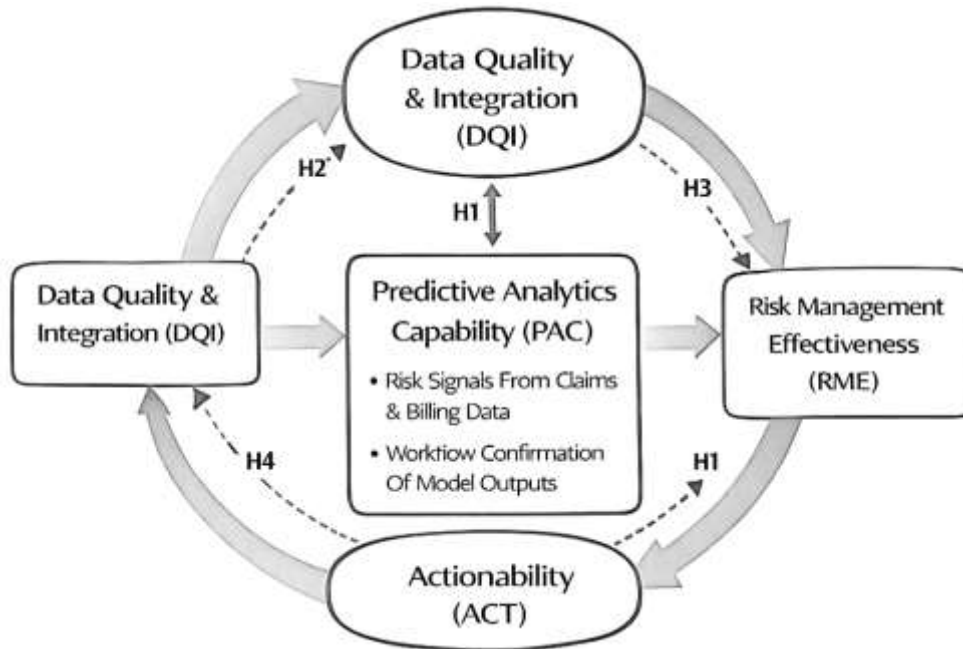 Data Quality
& Integration
(DQI)
H2
H3
H1
Data Quality &
Integration (DQI)
Predictive Analytics
Capability (PAC)
• Risk Signals From Claims
& Billing Data
• Worktiow Confirmation
Of Model Outputs
Risk Management
Effectiveness
(RME)
H4
H1
Actionability
(ACT)